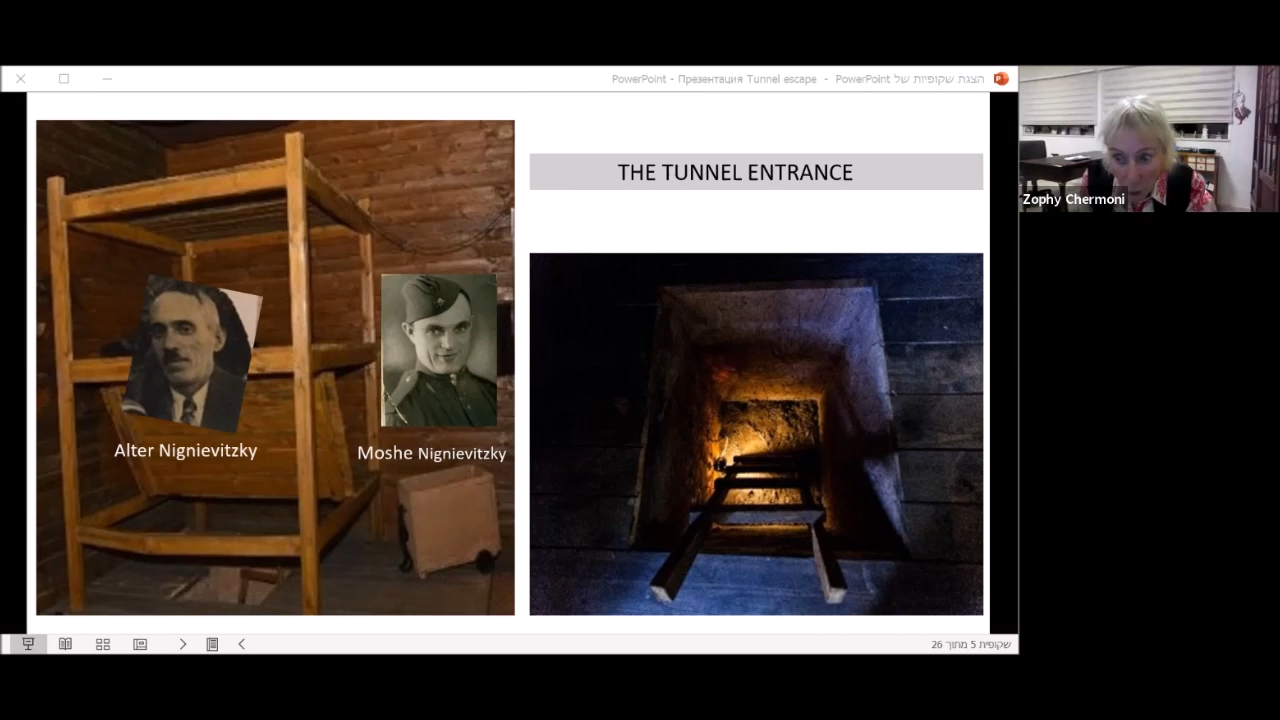 PowerPoint - Презентация Tunnel escape - PowerPoint הצגת שקופיות של
THE TUNNEL ENTRANCE
Alter Nignievitzky
Moshe Nignievitzky
Zophy Chermoni
שקופית 5 מתוך 26